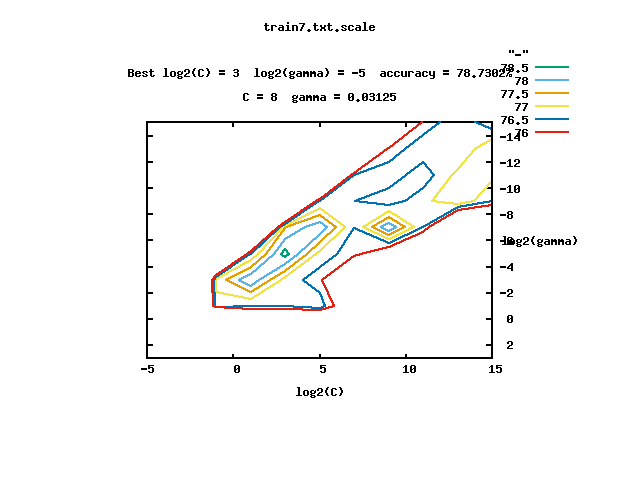 train7.txt.scale
"-"
Best log2(C) = 3 log2(gamma) = -5 accuracy = 78.7302%
78.5
78
77.5
77
76.5
76
C = 8 gamma = 0.03125
-14
-12
-10
-8
-6
log2(gamma)
-4
-2
0
2
-5 0 5 10 15
log2(C)